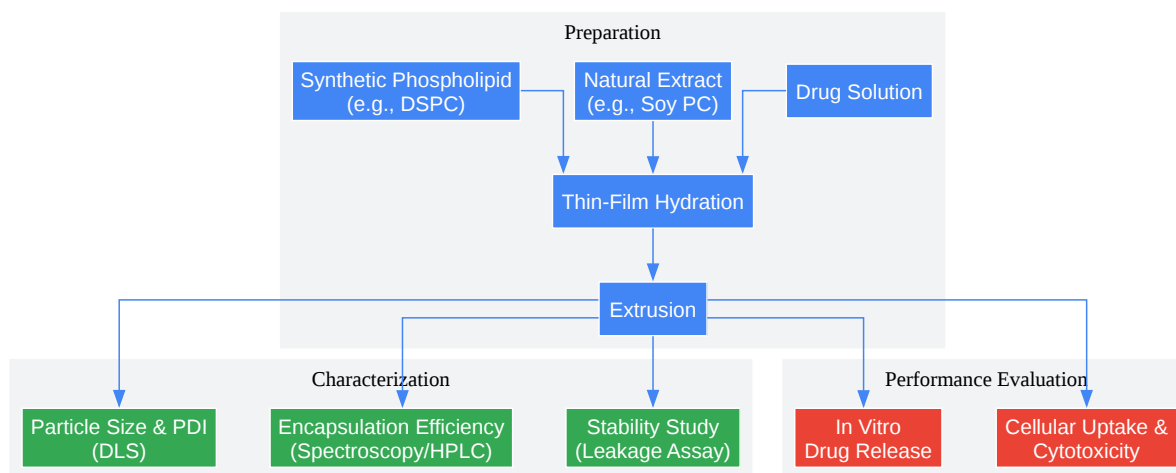 Preparation
Synthetic Phospholipid
(e.g., DSPC)
Natural Extract
(e.g., Soy PC)
Drug Solution
Thin-Film Hydration
Extrusion
Characterization
Performance Evaluation
Particle Size & PDI
(DLS)
Encapsulation Efficiency
(Spectroscopy/HPLC)
Stability Study
(Leakage Assay)
In Vitro
Drug Release
Cellular Uptake &
Cytotoxicity